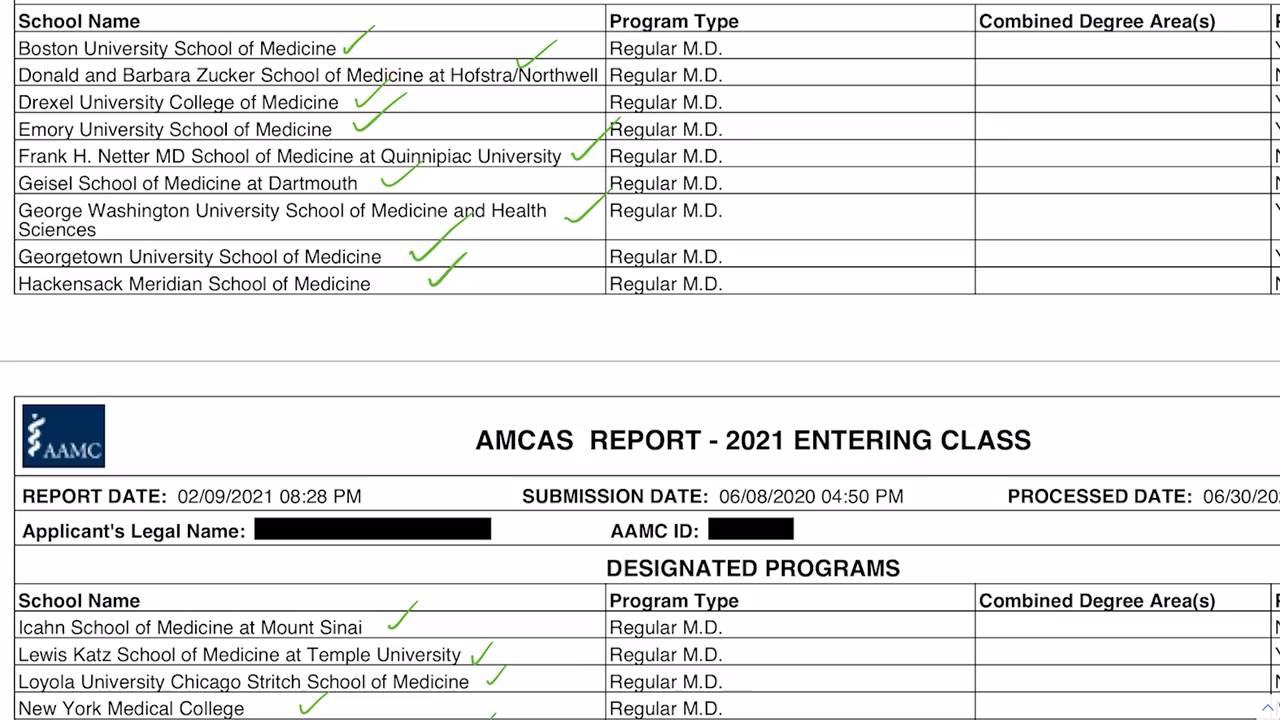 School Name Program Type Combined Degree Area(s)
Boston University School of Medicine Regular M.D.
Donald and Barbara Zucker School of Medicine at Hofstra/Northwell Regular M.D.
Drexel University College of Medicine Regular M.D.
Emory University School of Medicine Regular M.D.
Frank H. Netter MD School of Medicine at Quinnipiac University Regular M.D.
Geisel School of Medicine at Dartmouth Regular M.D.
George Washington University School of Medicine and Health Regular M.D.
Sciences
Georgetown University School of Medicine Regular M.D.
Hackensack Meridian School of Medicine Regular M.D.
AAMC
AMCAS REPORT - 2021 ENTERING CLASS
REPORT DATE: 02/09/2021 08:28 PM SUBMISSION DATE: 06/08/2020 04:50 PM PROCESSED DATE: 06/30/20
Applicant's Legal Name: AAMC ID:
DESIGNATED PROGRAMS
School Name Program Type Combined Degree Area(s)
Icahn School of Medicine at Mount Sinai Regular M.D.
Lewis Katz School of Medicine at Temple University Regular M.D.
Loyola University Chicago Stritch School of Medicine Regular M.D.
New York Medical College Regular M.D.